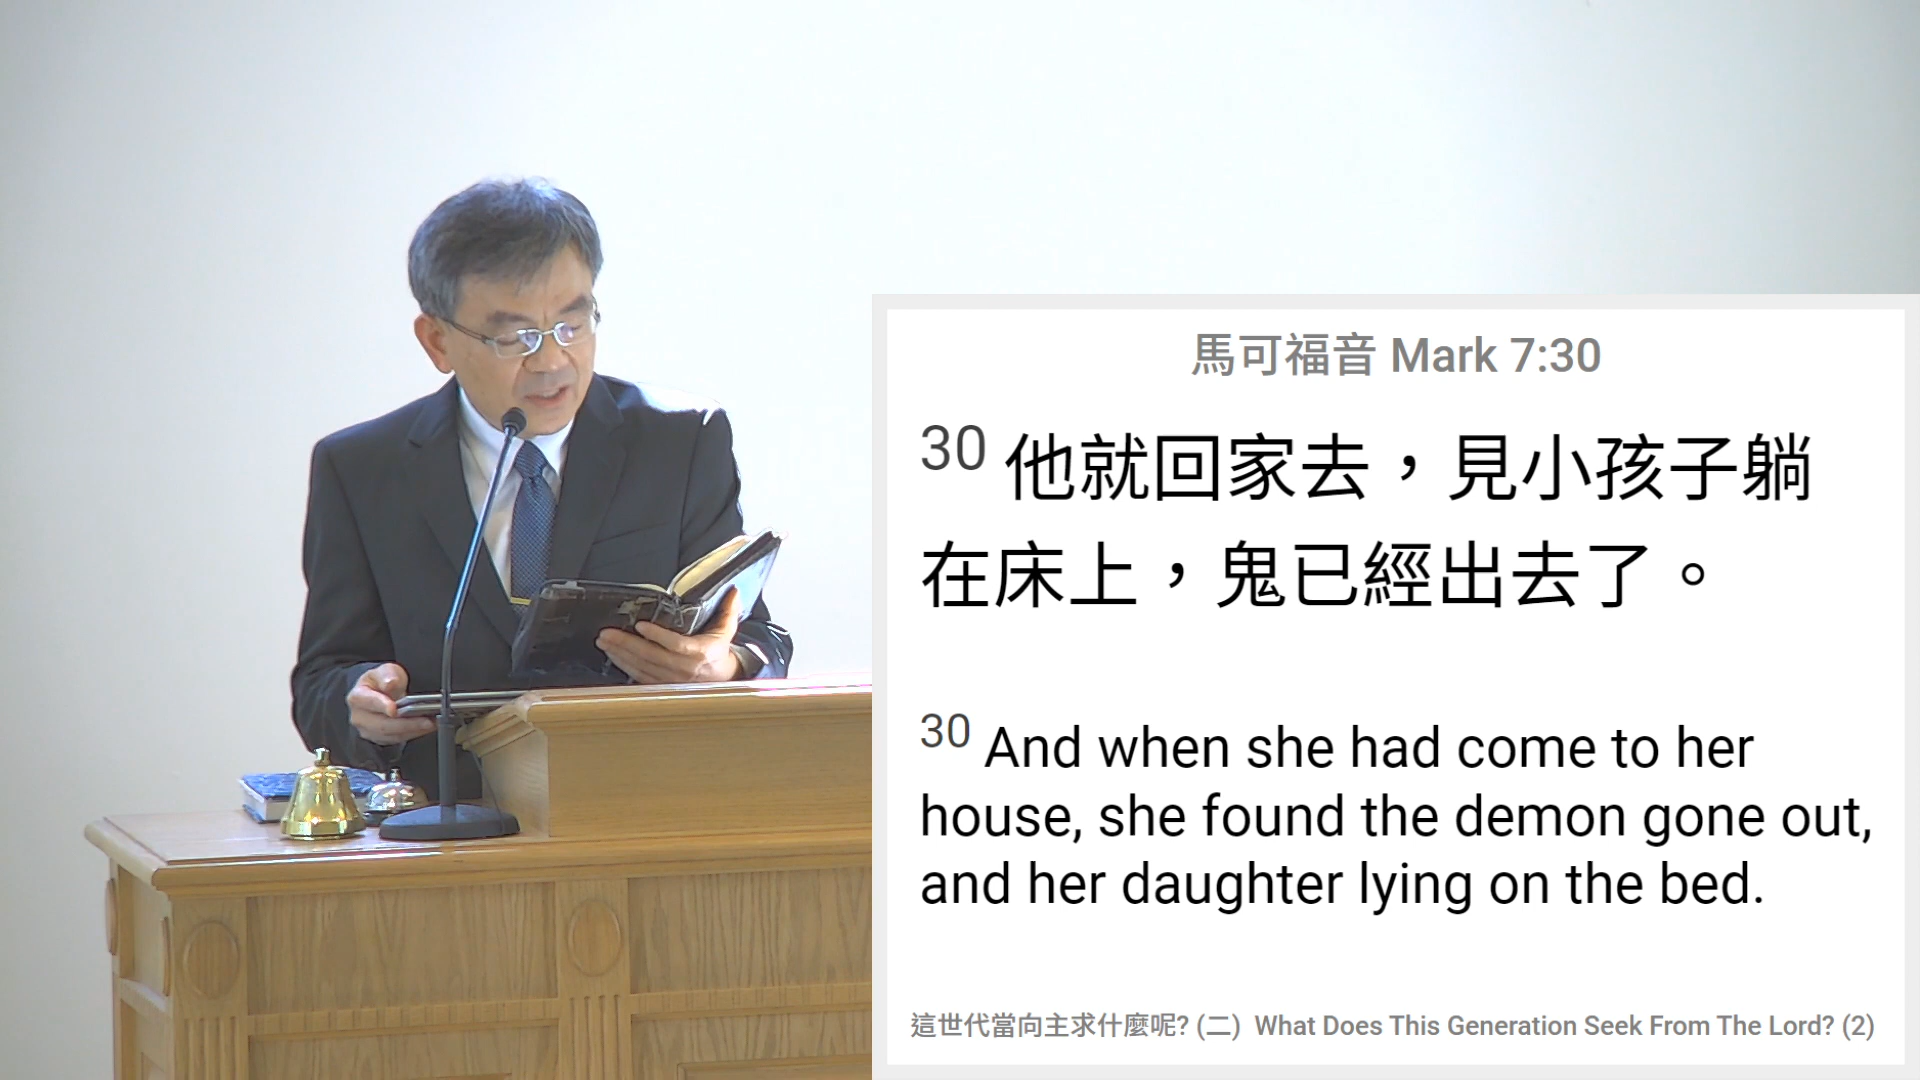 馬可福音 Mark 7:30
30 他就回家去，見小孩子躺
在床上，鬼已經出去了。
30 And when she had come to her
house, she found the demon gone out,
and her daughter lying on the bed.
這世代當向主求什麼呢? (二) What Does This Generation Seek From The Lord? (2)